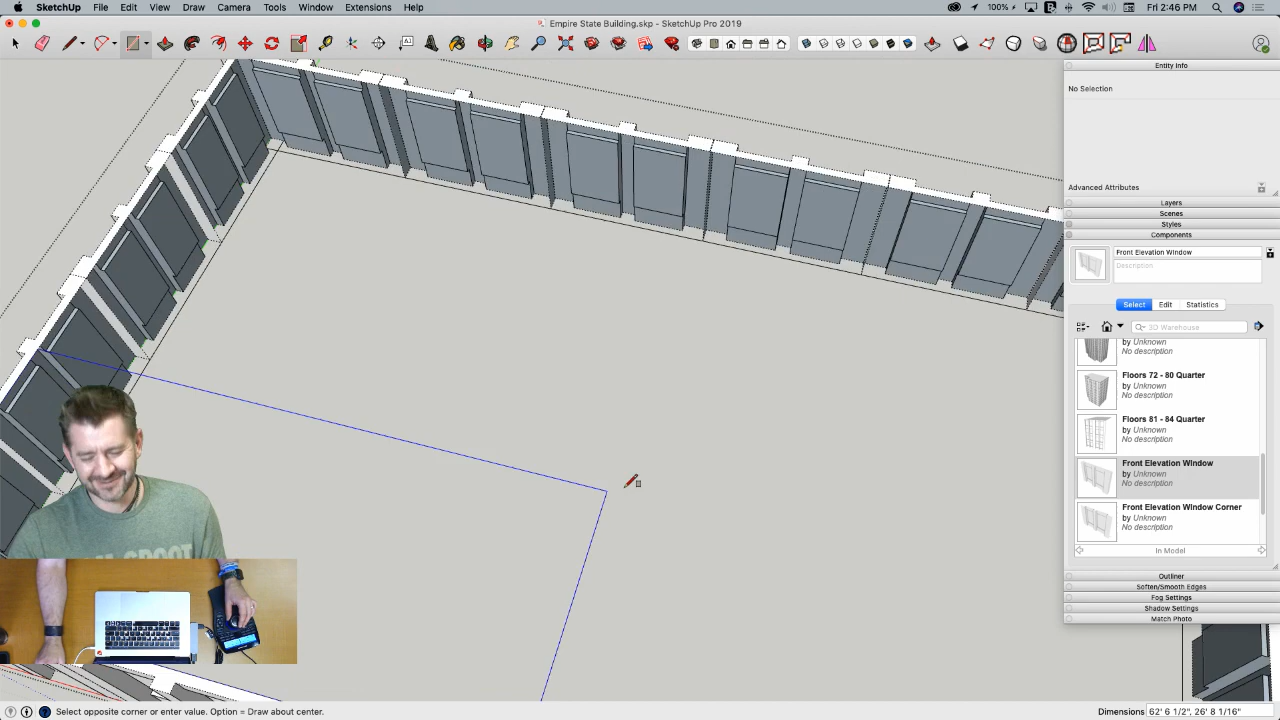 SketchUp File Edit View Draw Camera Tools Window Extensions Help
100% Fri 2:46 PM
Empire State Building.skp - SketchUp Pro 2019
Entity Info
No Selection
Advanced Attributes
Layers
Scenes
Styles
Components
Front Elevation Window
Description
Select Edit Statistics
3D Warehouse
by Unknown
No description
Floors 72 - 80 Quarter
by Unknown
No description
Floors 81 - 84 Quarter
by Unknown
No description
Front Elevation Window
by Unknown
No description
Front Elevation Window Corner
by Unknown
No description
In Model
Outliner
Soften/Smooth Edges
Fog Settings
Shadow Settings
Match Photo
Select opposite corner or enter value. Option = Draw about center.
Dimensions 62' 6 1/2", 26' 8 1/16"